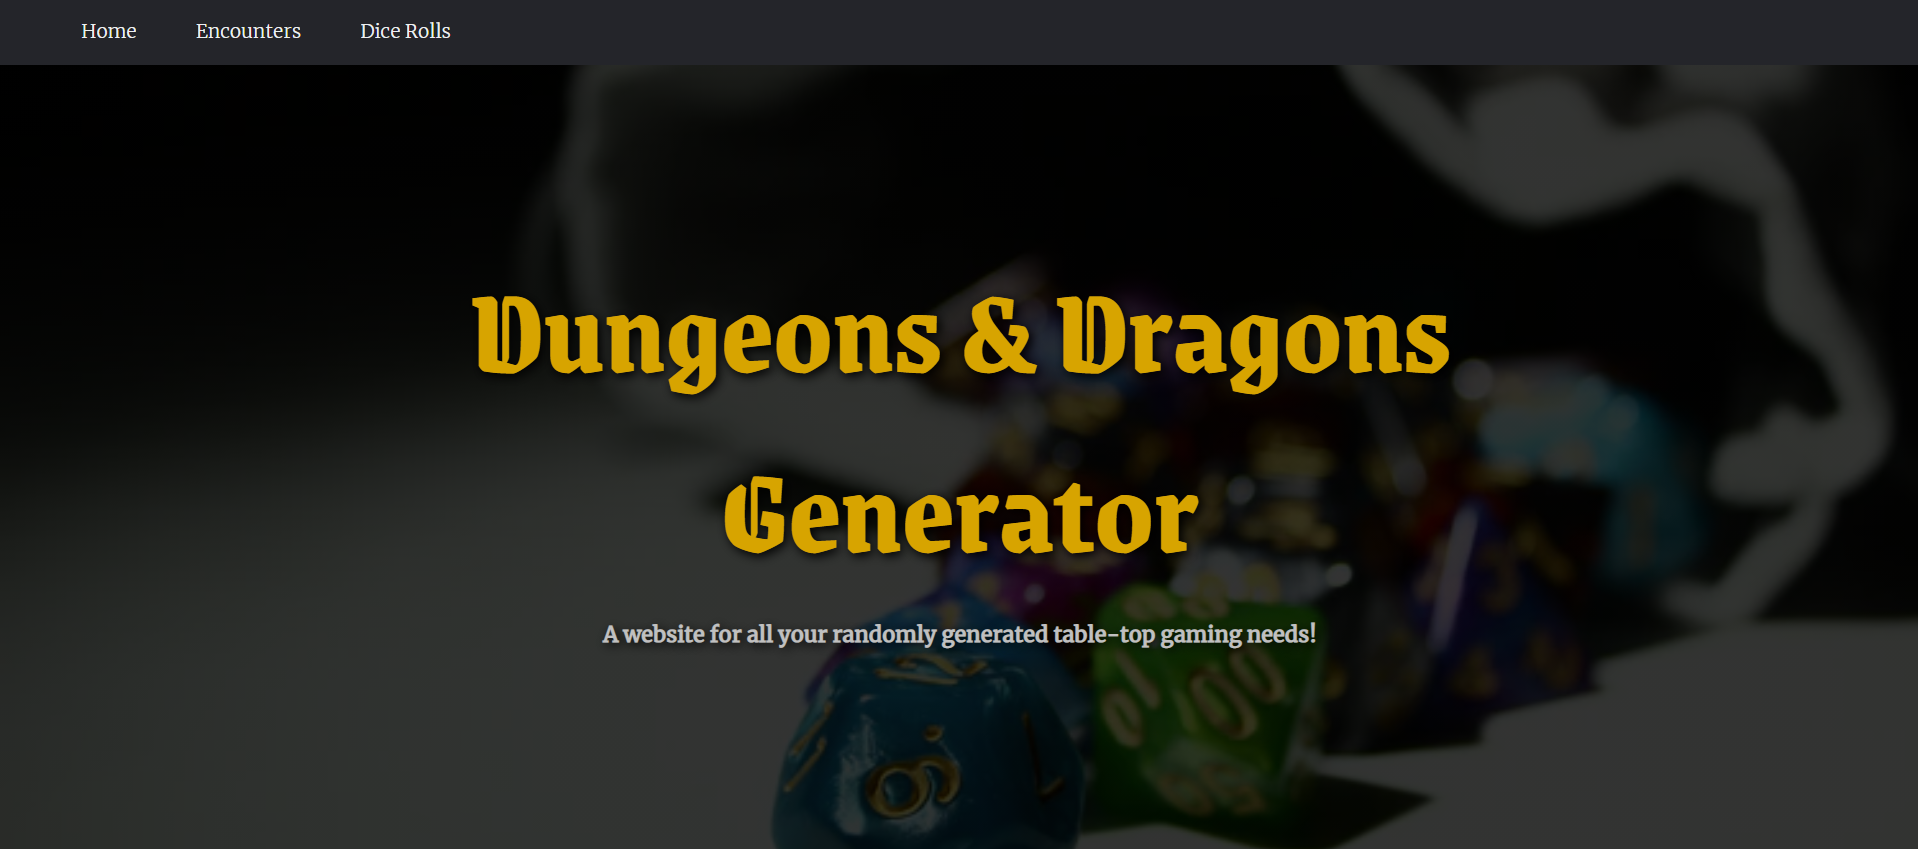 Home Encounters Dice Rolls
Dungeons & Dragons
Generator
A website for all your randomly generated table-top gaming needs!